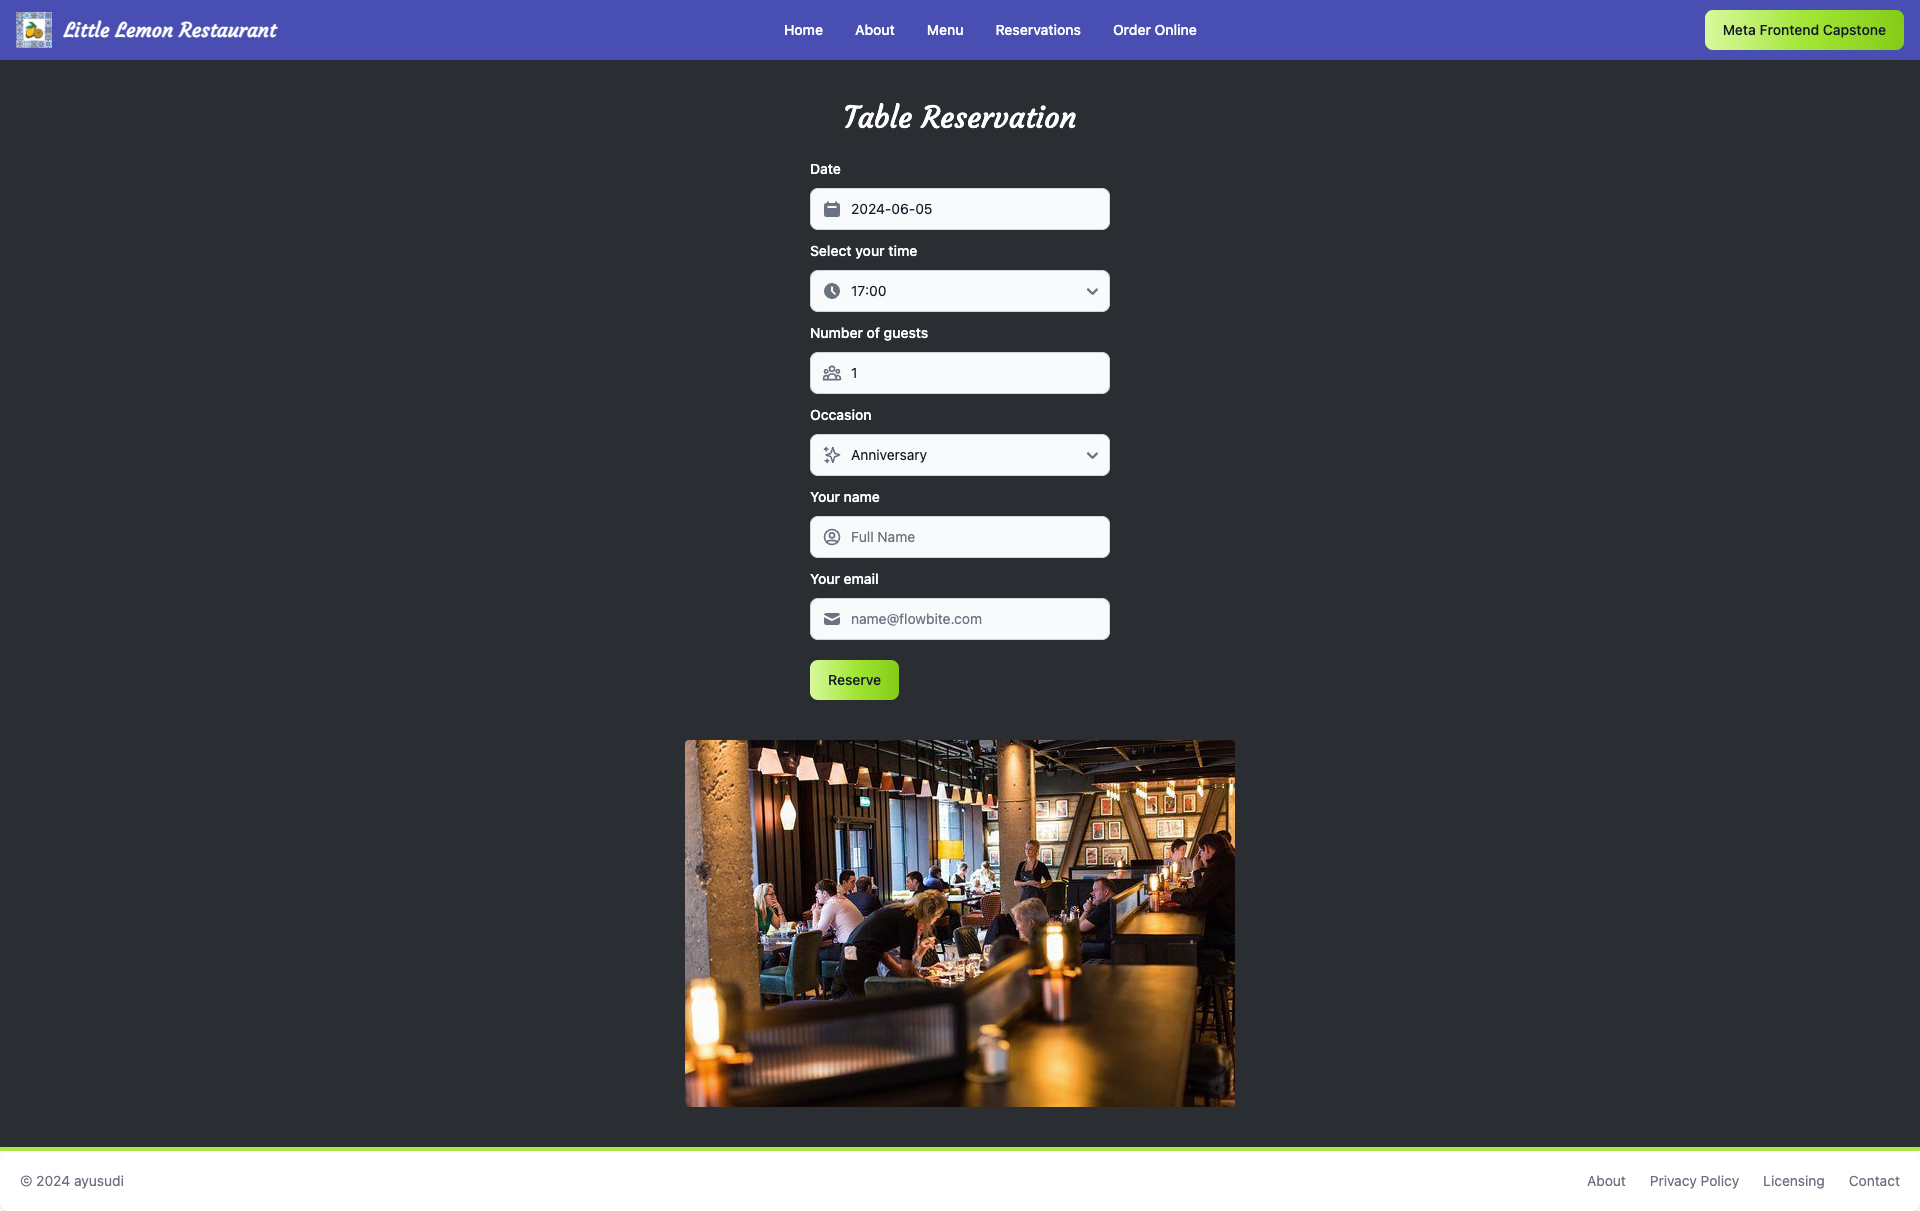 Little Lemon Restaurant
Home About Menu Reservations Order Online
Meta Frontend Capstone
Table Reservation
Date
2024-06-05
Select your time
17:00
Number of guests
1
Occasion
Anniversary
Your name
Full Name
Your email
name@flowbite.com
Reserve
© 2024 ayusudi
About Privacy Policy Licensing Contact